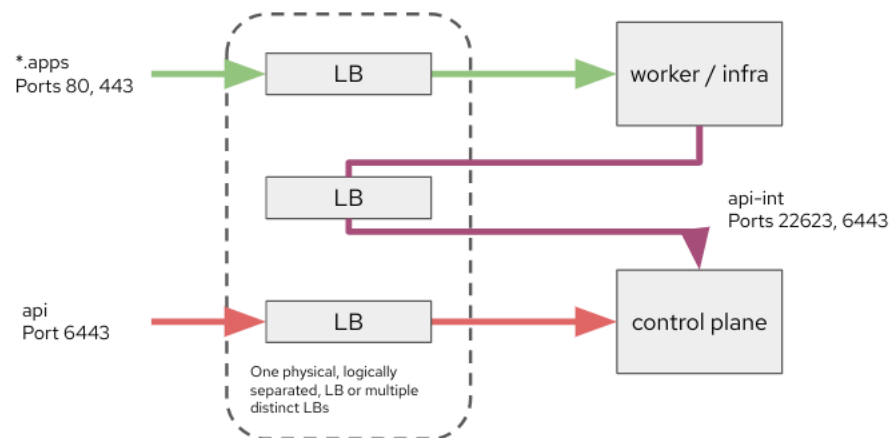 *.apps
Ports 80, 443
LB
worker / infra
LB
api-int
Ports 22623, 6443
api
Port 6443
LB
control plane
One physical, logically
separated, LB or multiple
distinct LBs